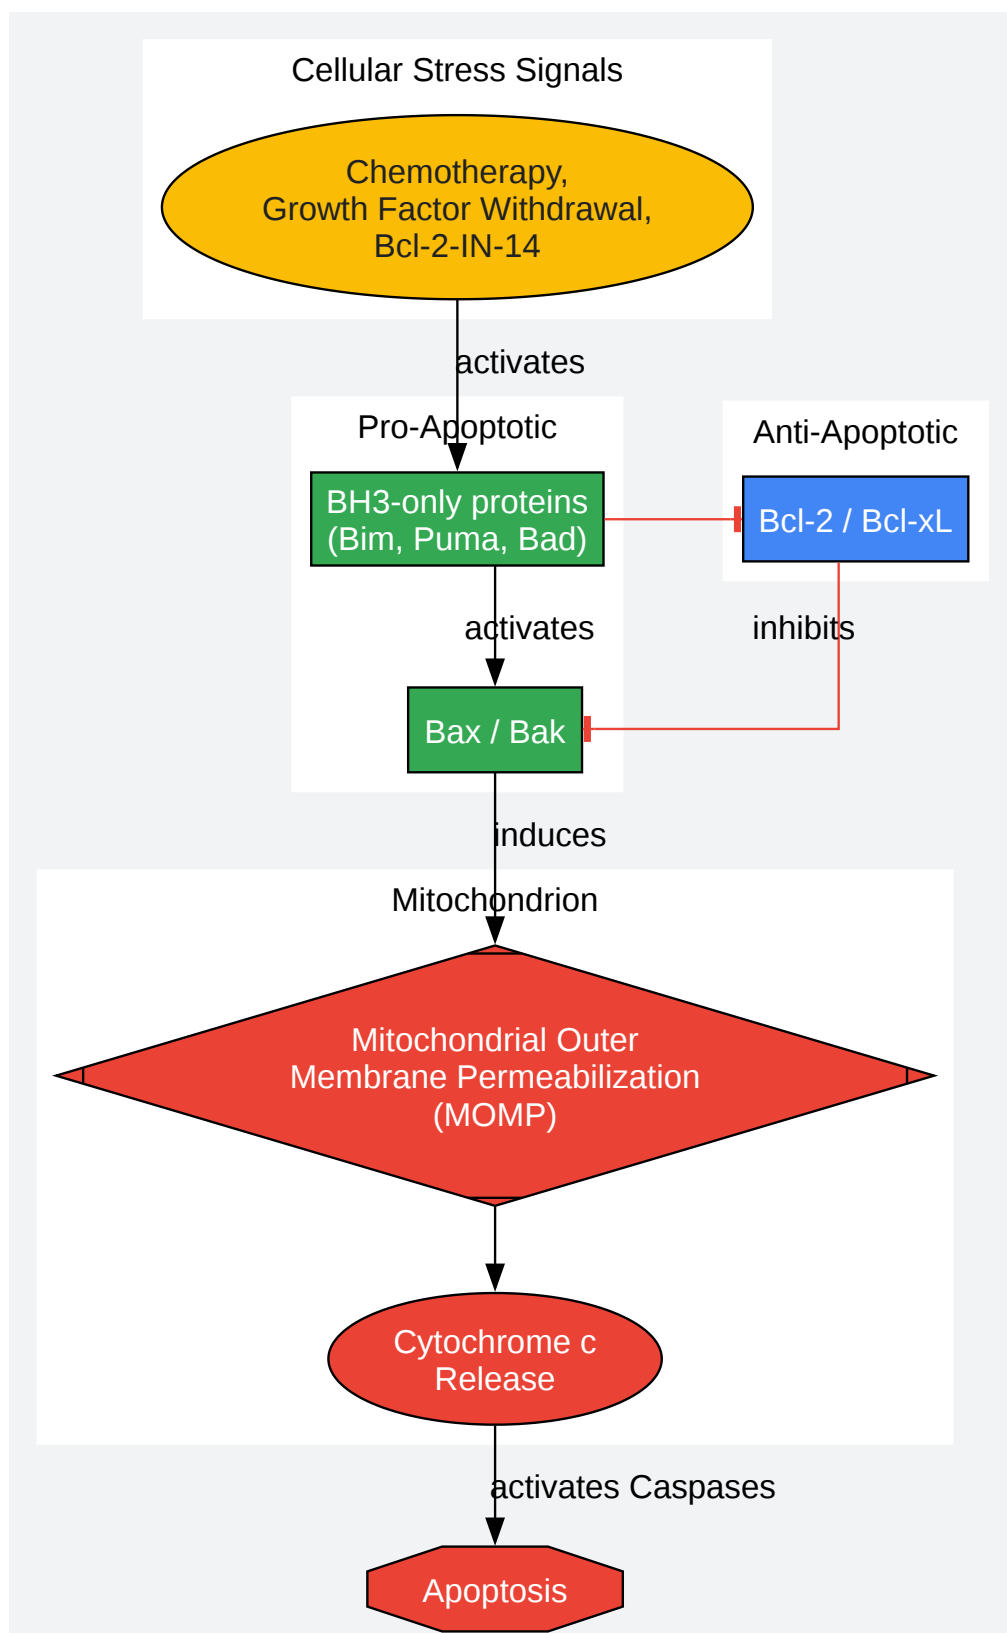 Cellular Stress Signals
Chemotherapy,
Growth Factor Withdrawal,
Bcl-2-IN-14
activates
Pro-Apoptotic
Anti-Apoptotic
BH3-only proteins
(Bim, Puma, Bad)
Bcl-2 / Bcl-xL
activates
inhibits
Bax / Bak
induces
Mitochondrion
Mitochondrial Outer
Membrane Permeabilization
(MOMP)
Cytochrome c
Release
activates Caspases
Apoptosis